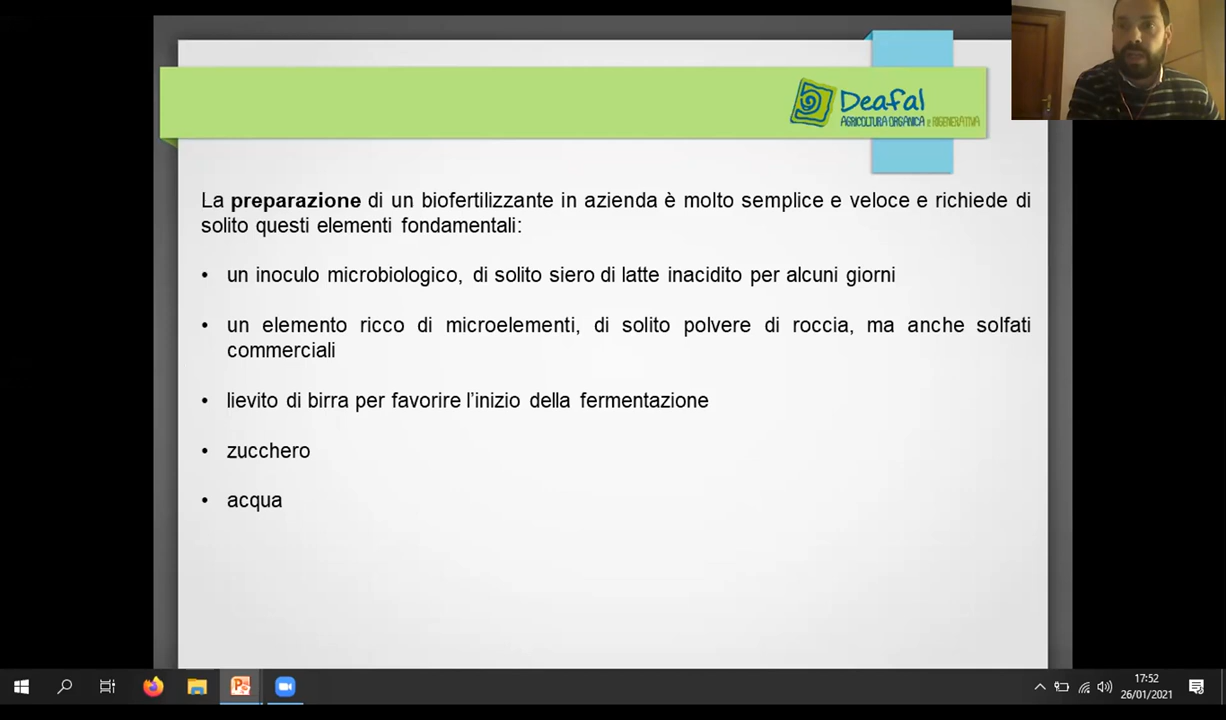 Deafal
AGRICOLTURA ORGANICA E RIGENERATIVA
La preparazione di un biofertilizzante in azienda è molto semplice e veloce e richiede di
solito questi elementi fondamentali:
• un inoculo microbiologico, di solito siero di latte inacidito per alcuni giorni
• un elemento ricco di microelementi, di solito polvere di roccia, ma anche solfati
commerciali
• lievito di birra per favorire l’inizio della fermentazione
• zucchero
• acqua
17:52
26/01/2021